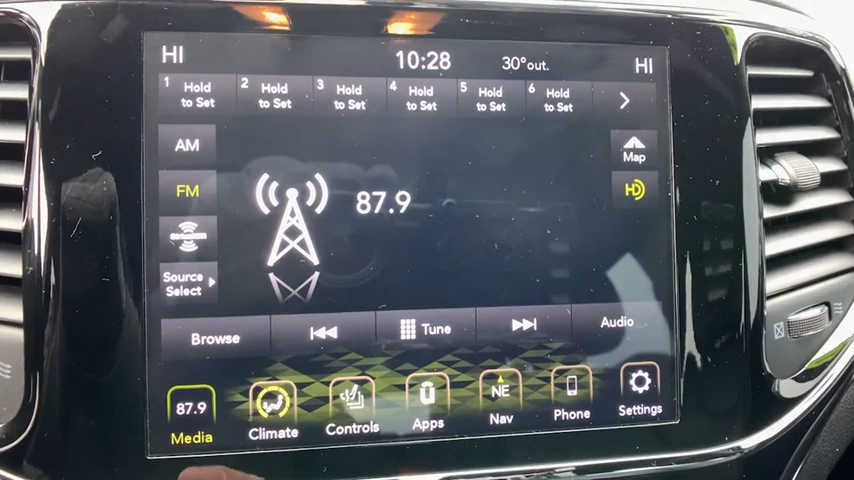 HI 10:28 30°out. HI
1 Hold to Set 2 Hold to Set 3 Hold to Set 4 Hold to Set 5 Hold to Set 6 Hold to Set
AM
Map
FM
87.9
HD
SiriusXM
Source
Select
Browse Tune Audio
87.9 NE
Media Climate Controls Apps Nav Phone Settings